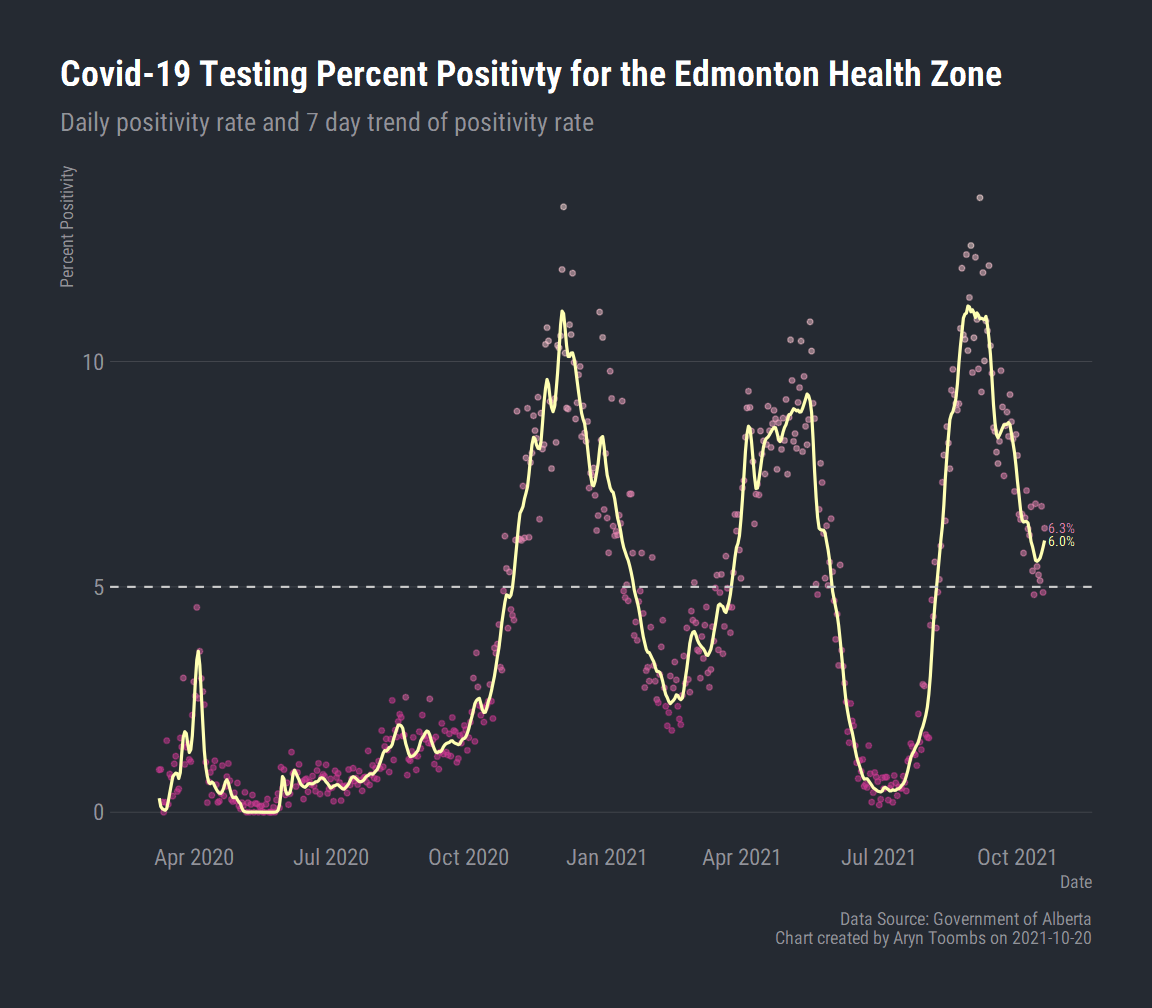 Covid-19 Testing Percent Positivty for the Edmonton Health Zone
Daily positivity rate and 7 day trend of positivity rate
Percent Positivity
10
5
0
6.3%
6.0%
Apr 2020 Jul 2020 Oct 2020 Jan 2021 Apr 2021 Jul 2021 Oct 2021
Date
Data Source: Government of Alberta
Chart created by Aryn Toombs on 2021-10-20